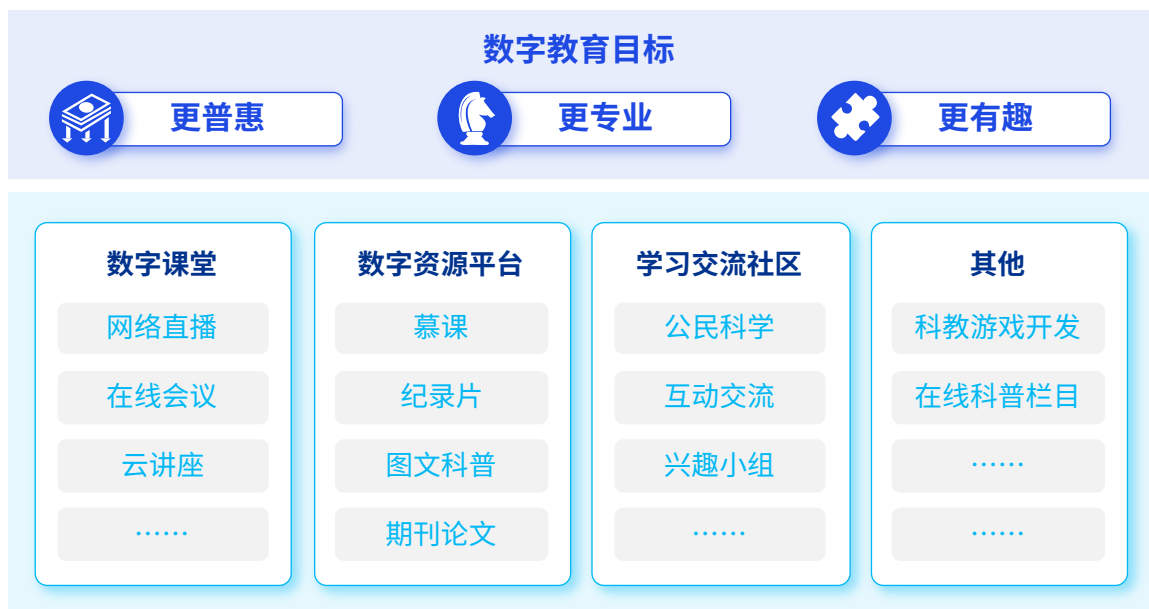 数字教育目标
更普惠
更专业
更有趣
数字课堂
网络直播
在线会议
云讲座
……
数字资源平台
慕课
纪录片
图文科普
期刊论文
学习交流社区
公民科学
互动交流
兴趣小组
……
其他
科教游戏开发
在线科普栏目
……
……